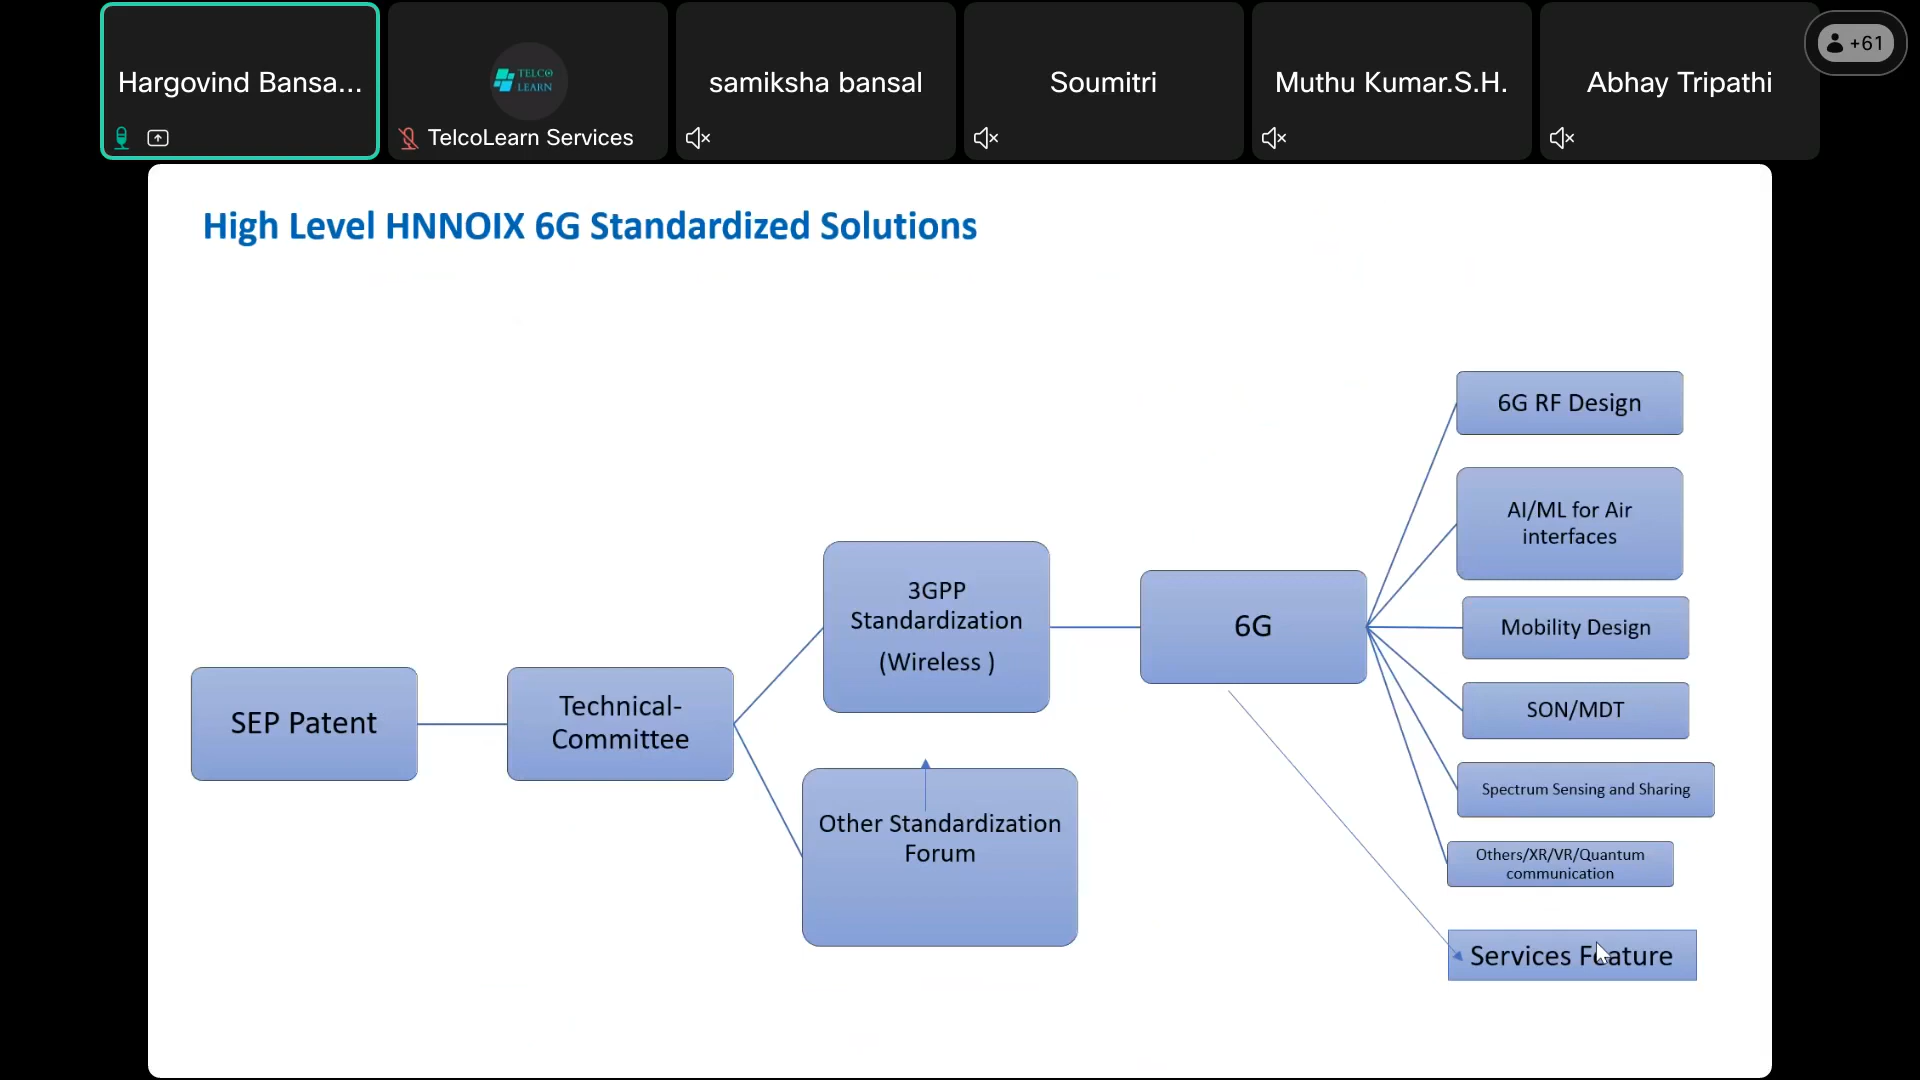 Hargovind Bansa...
TELCO
LEARN
TelcoLearn Services
samiksha bansal
Soumitri
Muthu Kumar.S.H.
Abhay Tripathi
+61
High Level HNNOIX 6G Standardized Solutions
SEP Patent
Technical-
Committee
3GPP
Standardization
(Wireless )
Other Standardization
Forum
6G
6G RF Design
AI/ML for Air
interfaces
Mobility Design
SON/MDT
Spectrum Sensing and Sharing
Others/XR/VR/Quantum
communication
Services Feature